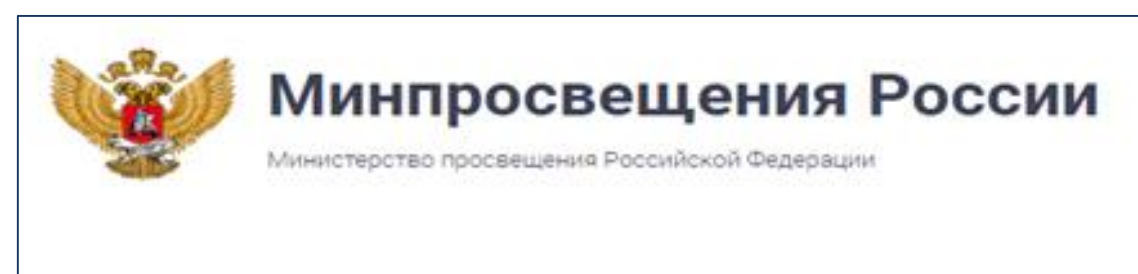 Минпросвещения России
Министерство просвещения Российской Федерации